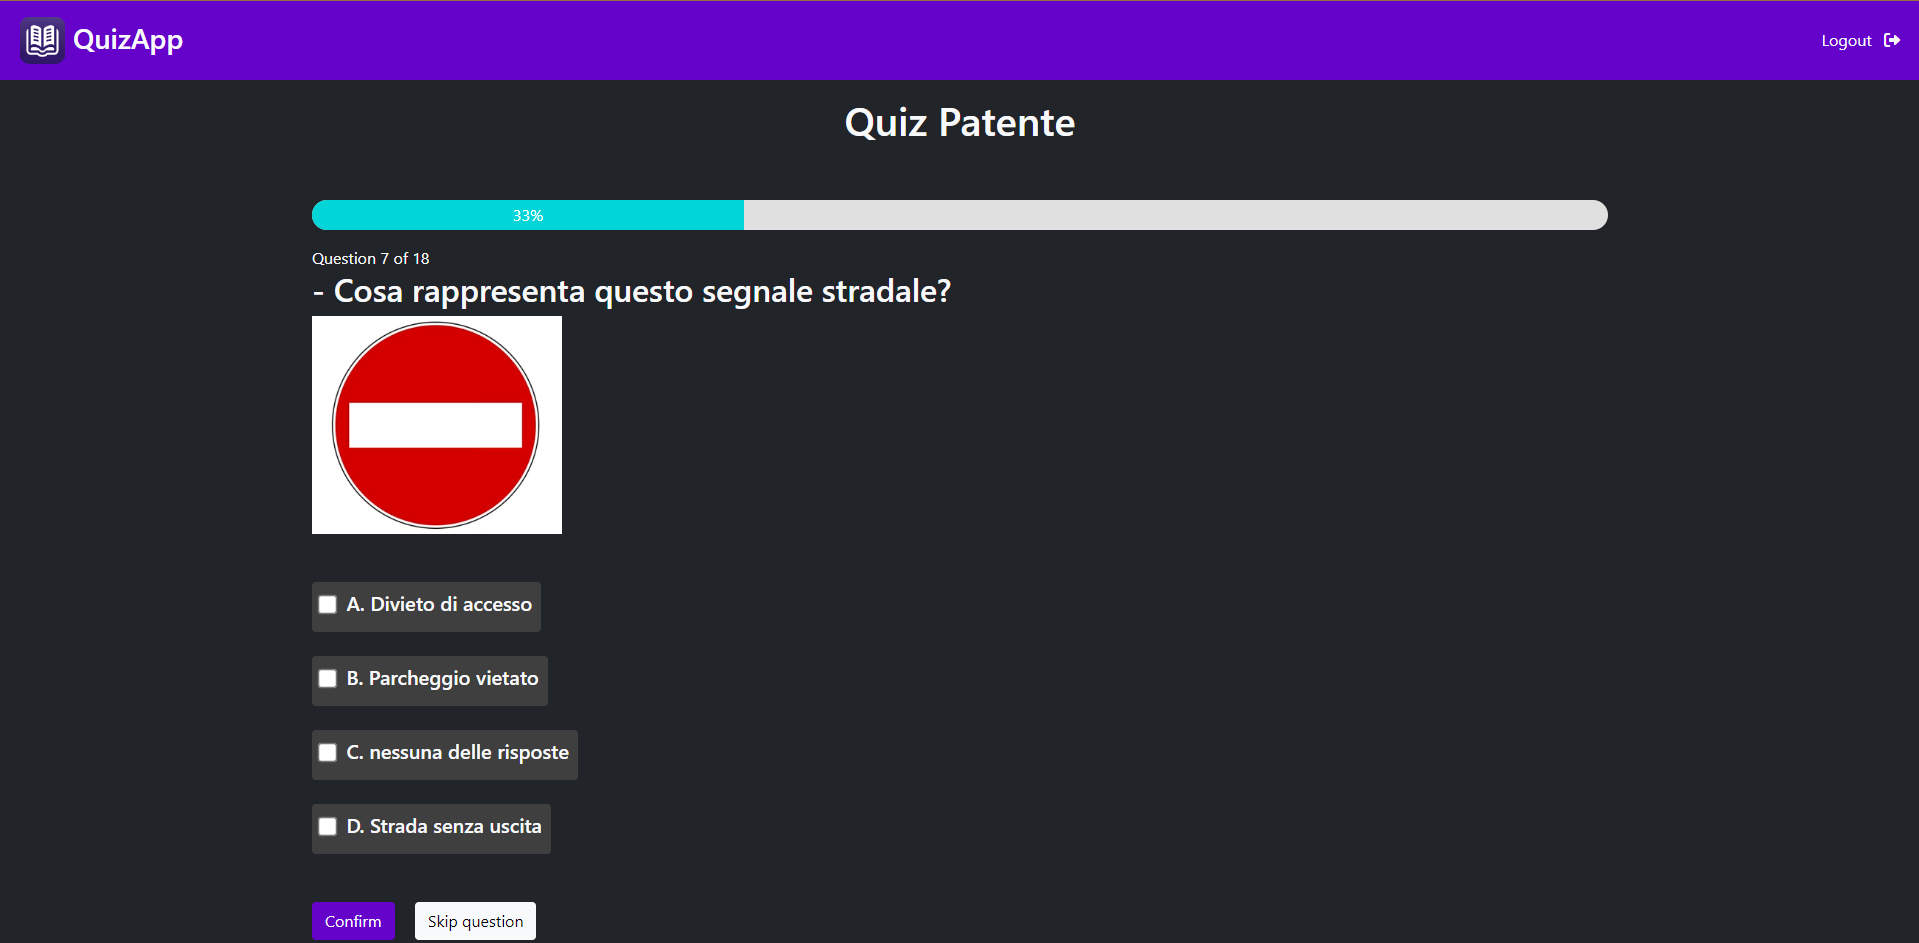 QuizApp
Logout
Quiz Patente
33%
Question 7 of 18
- Cosa rappresenta questo segnale stradale?
A. Divieto di accesso
B. Parcheggio vietato
C. nessuna delle risposte
D. Strada senza uscita
Confirm
Skip question